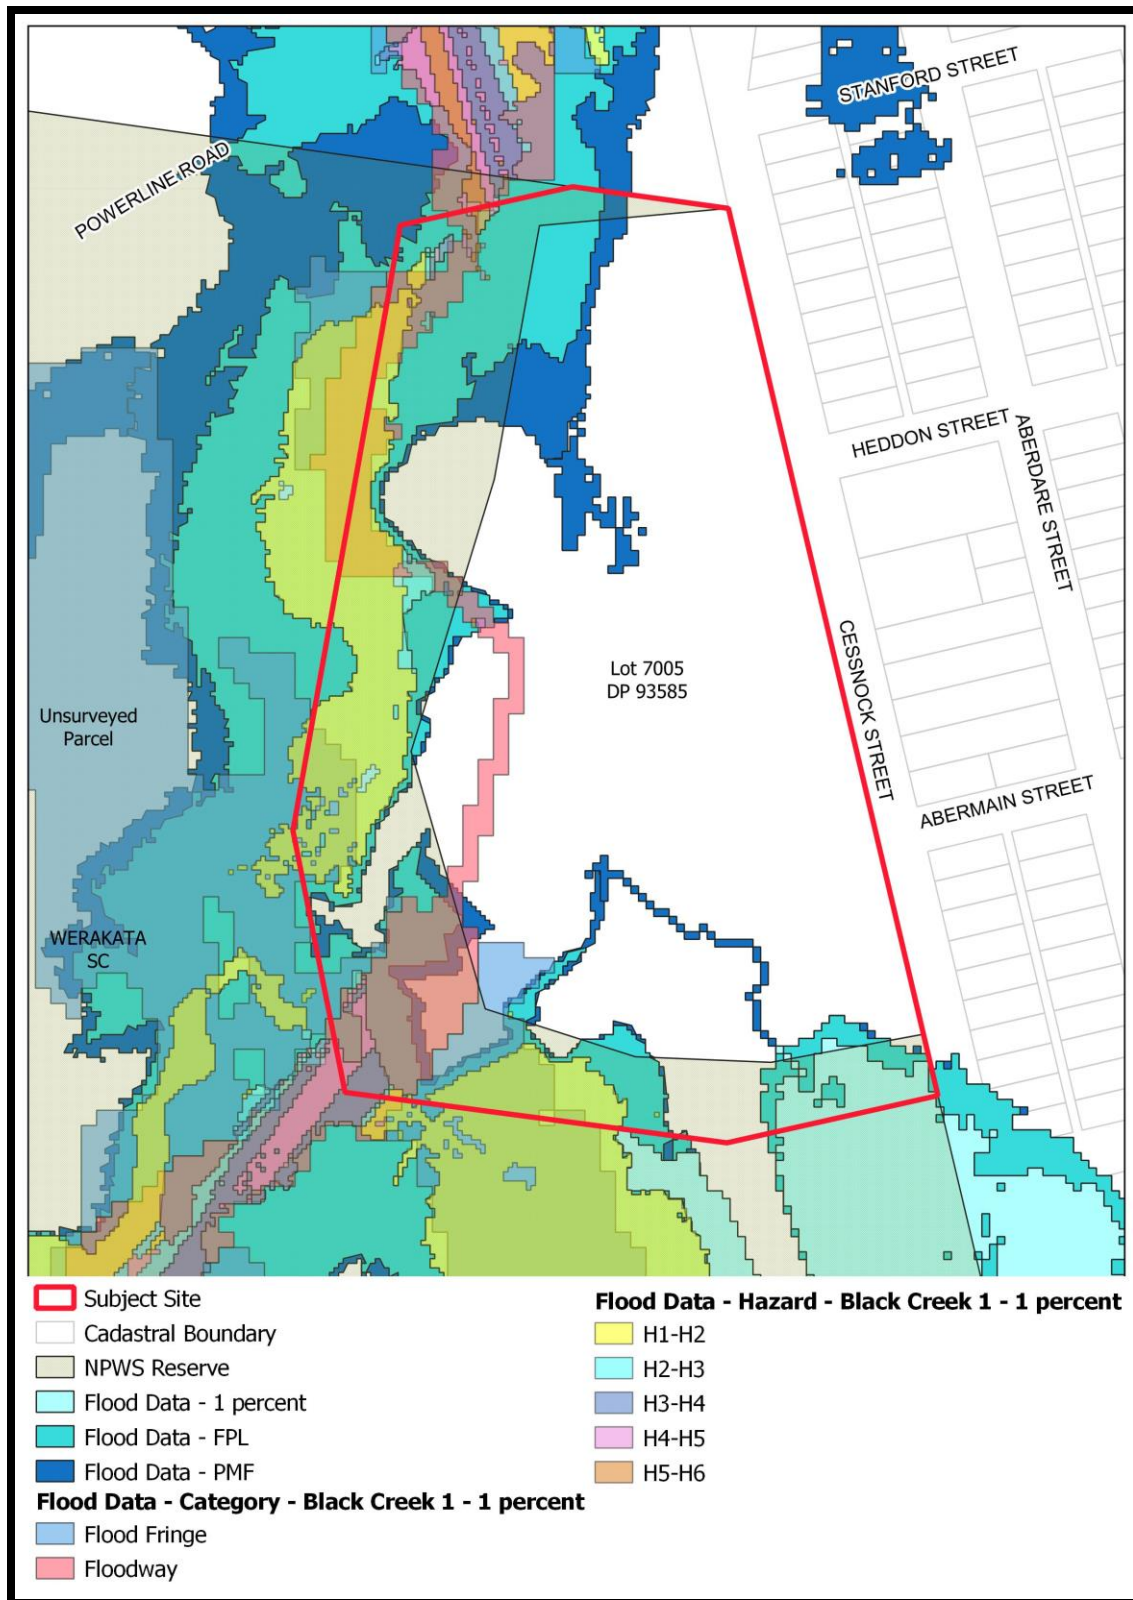 STANFORD STREET
POWERLINE ROAD
HEDDON STREET
ABERDARE STREET
CESSNOCK STREET
Lot 7005
DP 93585
Unsurveyed
Parcel
ABERMAIN STREET
WERAKATA
SC
Subject Site
Cadastral Boundary
NPWS Reserve
Flood Data - 1 percent
Flood Data - FPL
Flood Data - PMF
Flood Data - Category - Black Creek 1 - 1 percent
Flood Fringe
Floodway
Flood Data - Hazard - Black Creek 1 - 1 percent
H1-H2
H2-H3
H3-H4
H4-H5
H5-H6